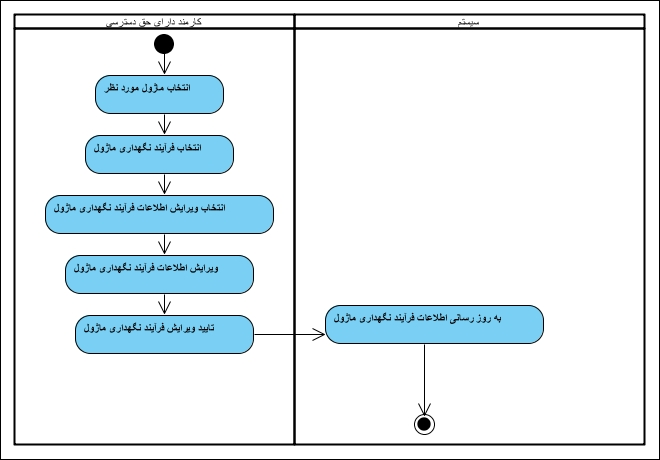 کارمند دارای حق دسترسی
سیستم
انتخاب ماژول مورد نظر
انتخاب فرآیند نگهداری ماژول
انتخاب ویرایش اطلاعات فرآیند نگهداری ماژول
ویرایش اطلاعات فرآیند نگهداری ماژول
تایید ویرایش فرآیند نگهداری ماژول
به روز رسانی اطلاعات فرآیند نگهداری ماژول